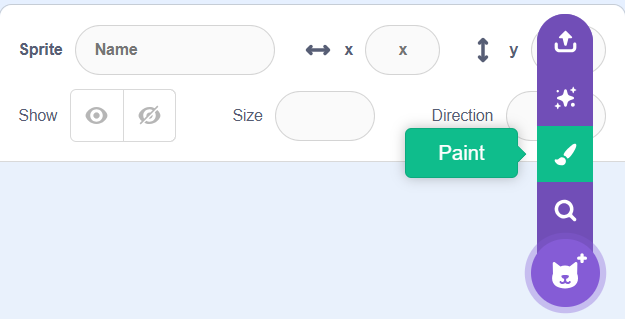 Sprite Name x x y
Show Size Direction
Paint